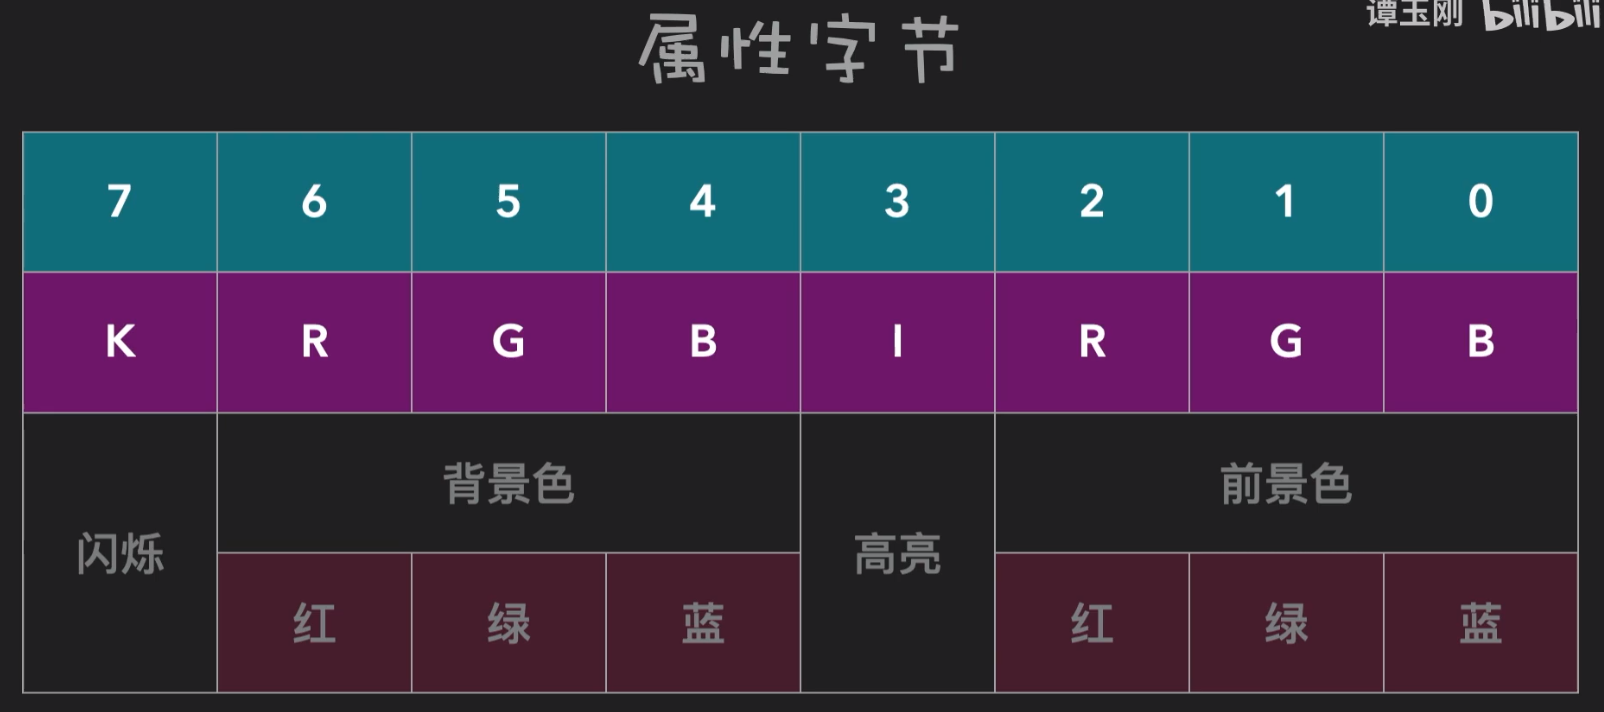 谭玉刚 bilibili
属性字节
7 6 5 4 3 2 1 0
K R G B I R G B
背景色 前景色
闪烁 高亮
红 绿 蓝 红 绿 蓝